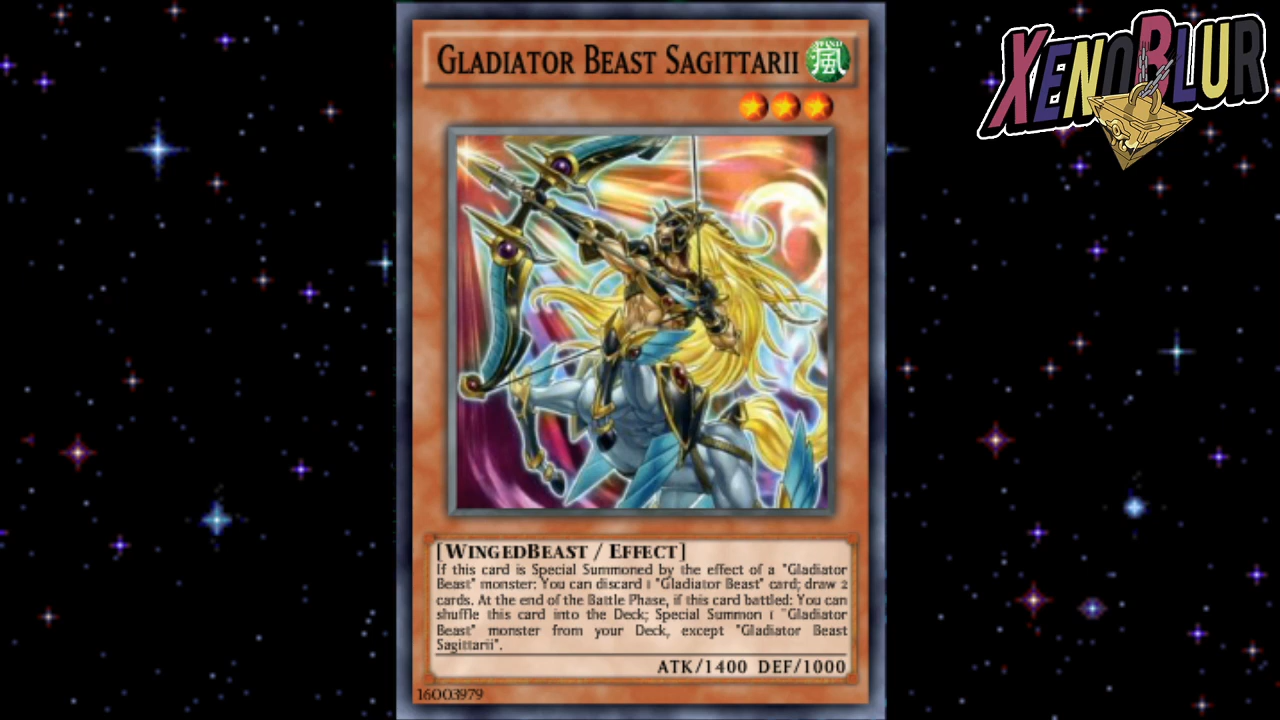 GLADIATOR BEAST SAGITTARII
WIND
風
XENOBLUR
[WINGEDBEAST / EFFECT]
If this card is Special Summoned by the effect of a "Gladiator
Beast" monster: You can discard 1 "Gladiator Beast" card; draw 2
cards. At the end of the Battle Phase, if this card battled: You can
shuffle this card into the Deck; Special Summon 1 "Gladiator
Beast" monster from your Deck, except "Gladiator Beast
Sagittarii".
ATK/1400 DEF/1000
16003979